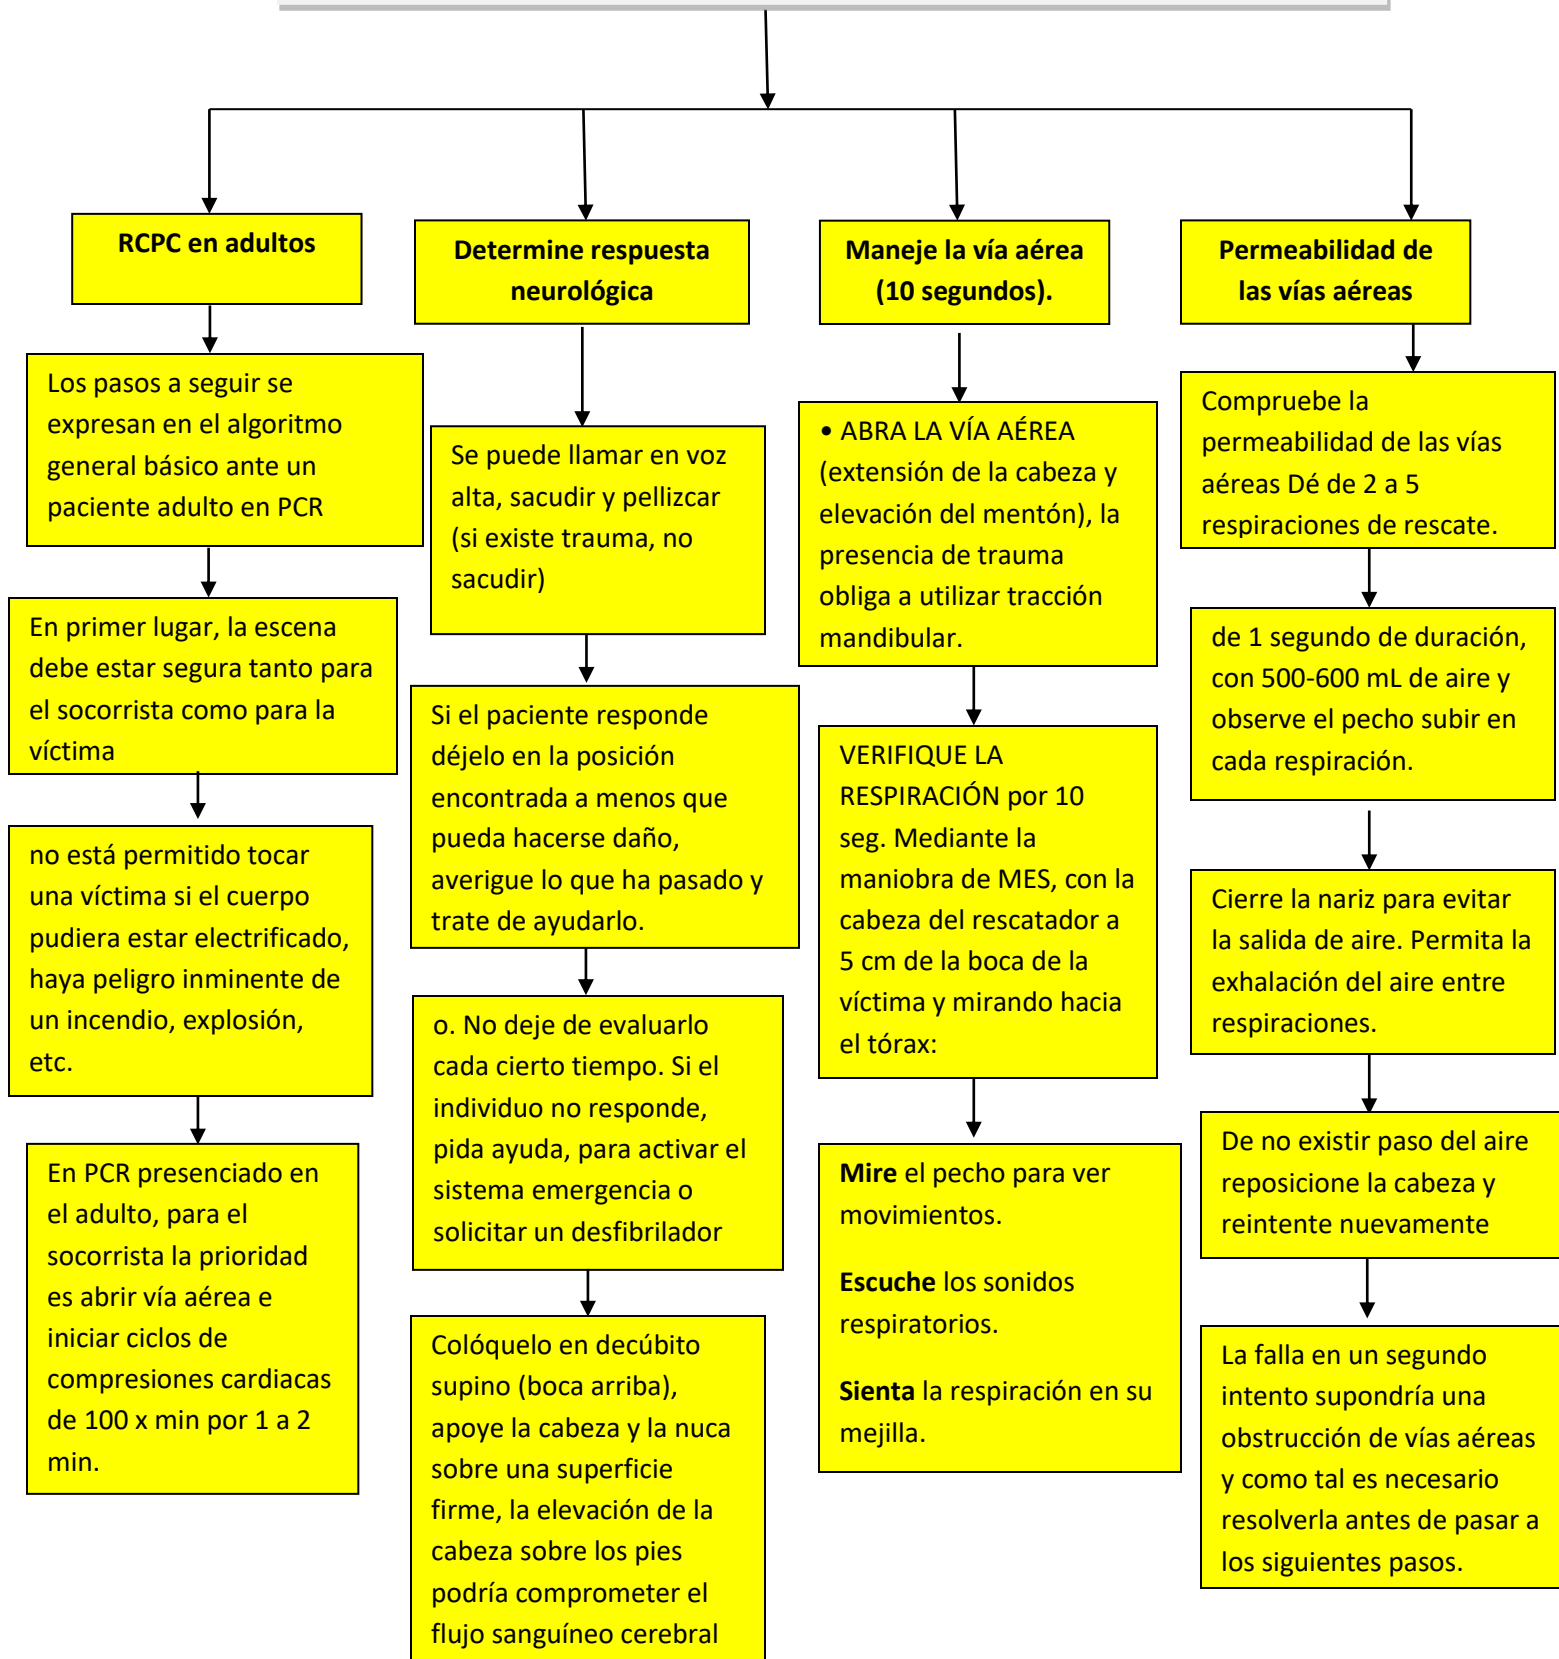 RCPC en adultos
Los pasos a seguir se
expresan en el algoritmo
general básico ante un
paciente adulto en PCR
En primer lugar, la escena
debe estar segura tanto para
el socorrista como para la
víctima
no está permitido tocar
una víctima si el cuerpo
pudiera estar electrificado,
haya peligro inminente de
un incendio, explosión,
etc.
En PCR presenciado en
el adulto, para el
socorrista la prioridad
es abrir vía aérea e
iniciar ciclos de
compresiones cardiacas
de 100 x min por 1 a 2
min.
Determine respuesta
neurológica
Se puede llamar en voz
alta, sacudir y pellizcar
(si existe trauma, no
sacudir)
Si el paciente responde
déjelo en la posición
encontrada a menos que
pueda hacerse daño,
averigue lo que ha pasado y
trate de ayudarlo.
o. No deje de evaluarlo
cada cierto tiempo. Si el
individuo no responde,
pida ayuda, para activar el
sistema emergencia o
solicitar un desfibrilador
Colóquelo en decúbito
supino (boca arriba),
apoye la cabeza y la nuca
sobre una superficie
firme, la elevación de la
cabeza sobre los pies
podría comprometer el
flujo sanguíneo cerebral
Maneje la vía aérea
(10 segundos).
• ABRA LA VÍA AÉREA
(extensión de la cabeza y
elevación del mentón), la
presencia de trauma
obliga a utilizar tracción
mandibular.
VERIFIQUE LA
RESPIRACIÓN por 10
seg. Mediante la
maniobra de MES, con la
cabeza del rescatador a
5 cm de la boca de la
víctima y mirando hacia
el tórax:
Mire el pecho para ver
movimientos.
Escuche los sonidos
respiratorios.
Sienta la respiración en su
mejilla.
Permeabilidad de
las vías aéreas
Compruebe la
permeabilidad de las vías
aéreas Dé de 2 a 5
respiraciones de rescate.
de 1 segundo de duración,
con 500-600 mL de aire y
observe el pecho subir en
cada respiración.
Cierre la nariz para evitar
la salida de aire. Permita la
exhalación del aire entre
respiraciones.
De no existir paso del aire
reposicione la cabeza y
reintente nuevamente
La falla en un segundo
intento supondría una
obstrucción de vías aéreas
y como tal es necesario
resolverla antes de pasar a
los siguientes pasos.